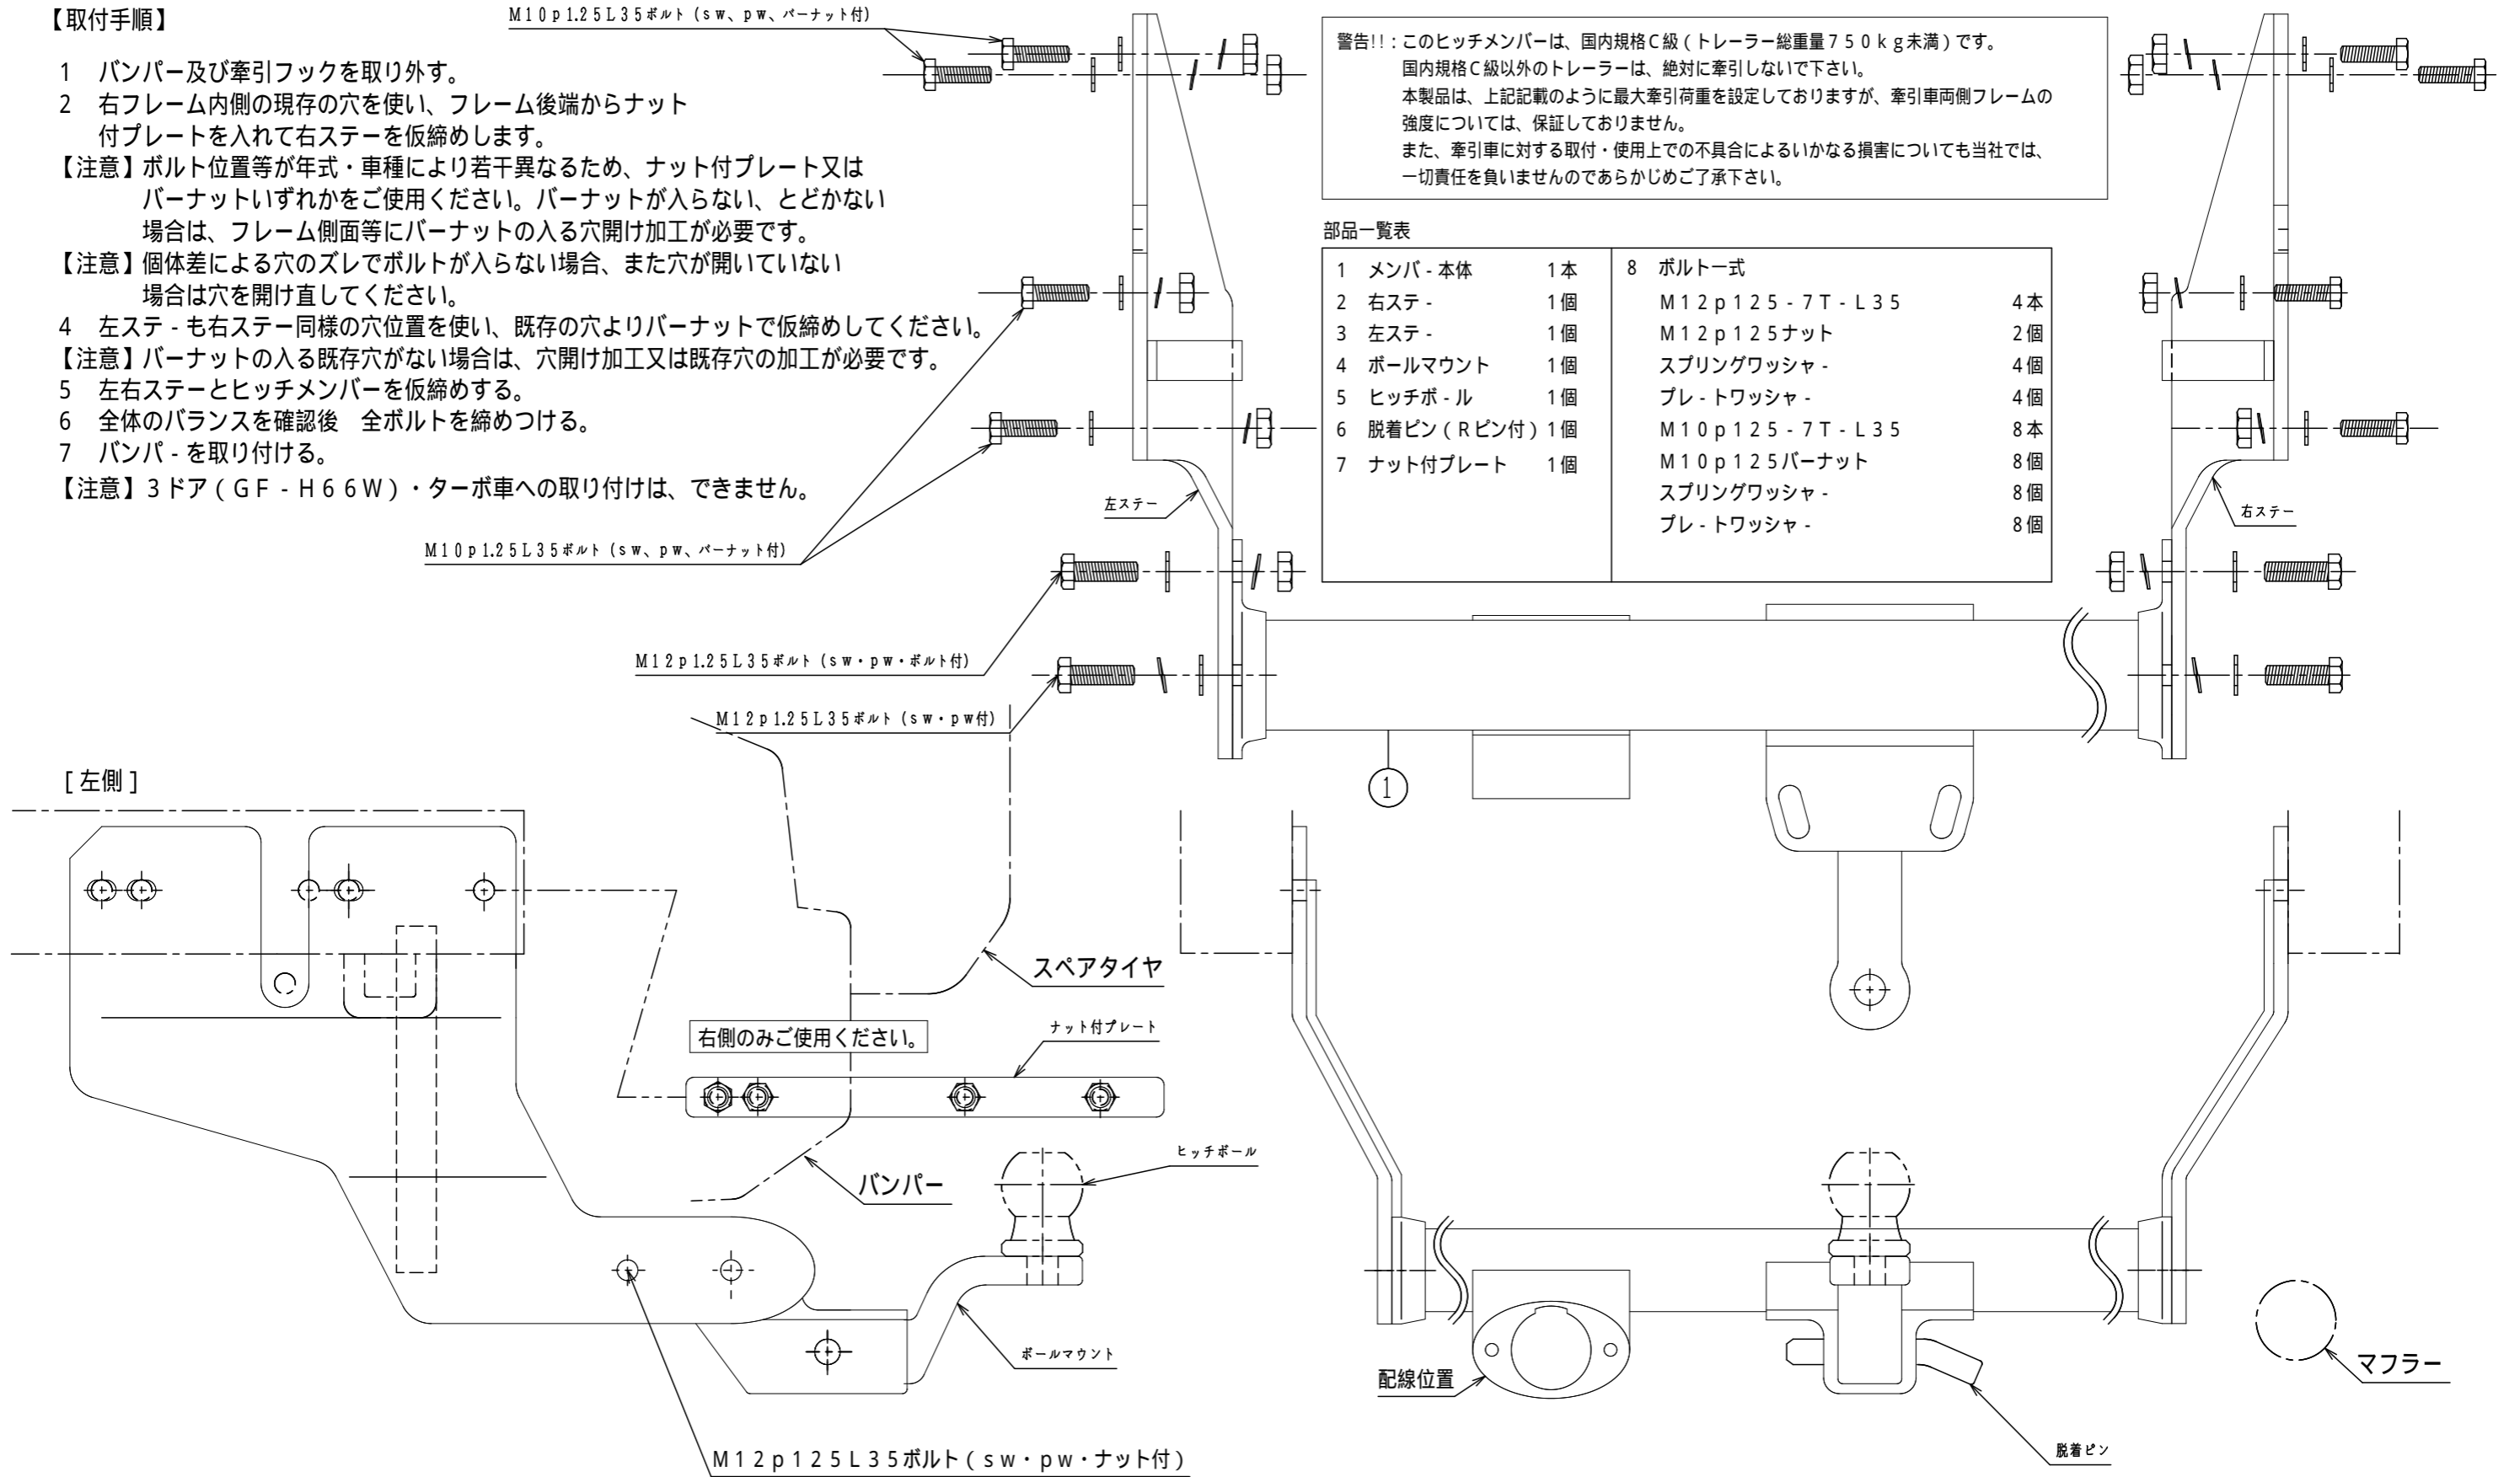 【取付手順】
1 バンパー及び牽引フックを取り外す。
2 右フレーム内側の現存の穴を使い、フレーム後端からナット
付プレートを入れて右ステーを仮締めします。
【注意】ボルト位置等が年式・車種により若干異なるため、ナット付プレート又は
バーナットいずれかをご使用ください。バーナットが入らない、とどかない
場合は、フレーム側面等にバーナットの入る穴開け加工が必要です。
【注意】個体差による穴のズレでボルトが入らない場合、また穴が開いていない
場合は穴を開け直してください。
4 左ステ-も右ステー同様の穴位置を使い、既存の穴よりバーナットで仮締めしてください。
【注意】バーナットの入る既存穴がない場合は、穴開け加工又は既存穴の加工が必要です。
5 左右ステーとヒッチメンバーを仮締めする。
6 全体のバランスを確認後 全ボルトを締めつける。
7 バンパ-を取り付ける。
【注意】3ドア(GF-H66W)・ターボ車への取り付けは、できません。
M10p1.25L35ボルト(sw、pw、バーナット付)
警告!!:このヒッチメンバーは、国内規格C級(トレーラー総重量750kg未満)です。
国内規格C級以外のトレーラーは、絶対に牽引しないで下さい。
本製品は、上記記載のように最大牽引荷重を設定しておりますが、牽引車両側フレームの
強度については、保証しておりません。
また、牽引車に対する取付・使用上での不具合によるいかなる損害についても当社では、
一切責任を負いませんのであらかじめご了承下さい。
部品一覧表
1 メンバ-本体 1本
2 右ステ- 1個
3 左ステ- 1個
4 ボールマウント 1個
5 ヒッチボ-ル 1個
6 脱着ピン(Rピン付) 1個
7 ナット付プレート 1個
8 ボルト一式
M12p125-7T-L35 4本
M12p125ナット 2個
スプリングワッシャ- 4個
プレ-トワッシャ- 4個
M10p125-7T-L35 8本
M10p125バーナット 8個
スプリングワッシャ- 8個
プレ-トワッシャ- 8個
左ステー
右ステー
M10p1.25L35ボルト(sw、pw、バーナット付)
M12p1.25L35ボルト(sw・pw・ボルト付)
M12p1.25L35ボルト(sw・pw付)
1
[左側]
スペアタイヤ
右側のみご使用ください。
ナット付プレート
バンパー
ヒッチボール
ボールマウント
M12p125L35ボルト(sw・pw・ナット付)
配線位置
脱着ピン
マフラー